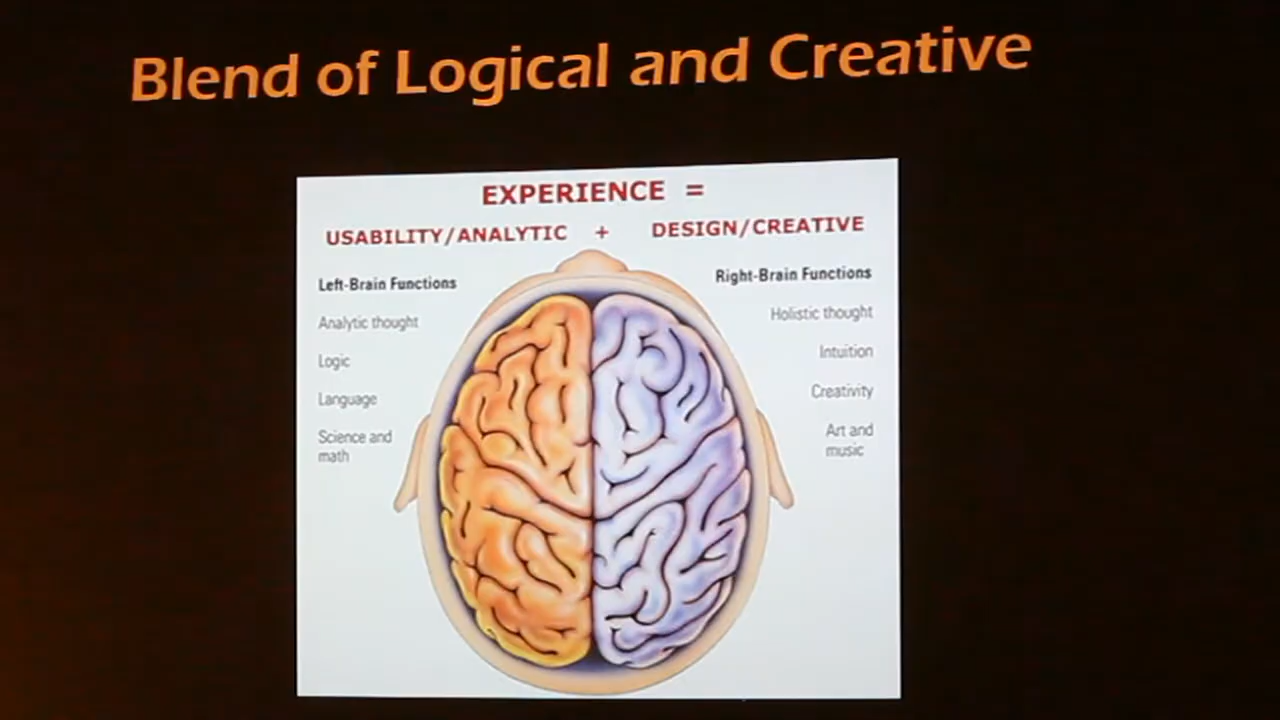 Blend of Logical and Creative
EXPERIENCE =
USABILITY/ANALYTIC + DESIGN/CREATIVE
Left-Brain Functions
Analytic thought
Logic
Language
Science and
math
Right-Brain Functions
Holistic thought
Intuition
Creativity
Art and
music